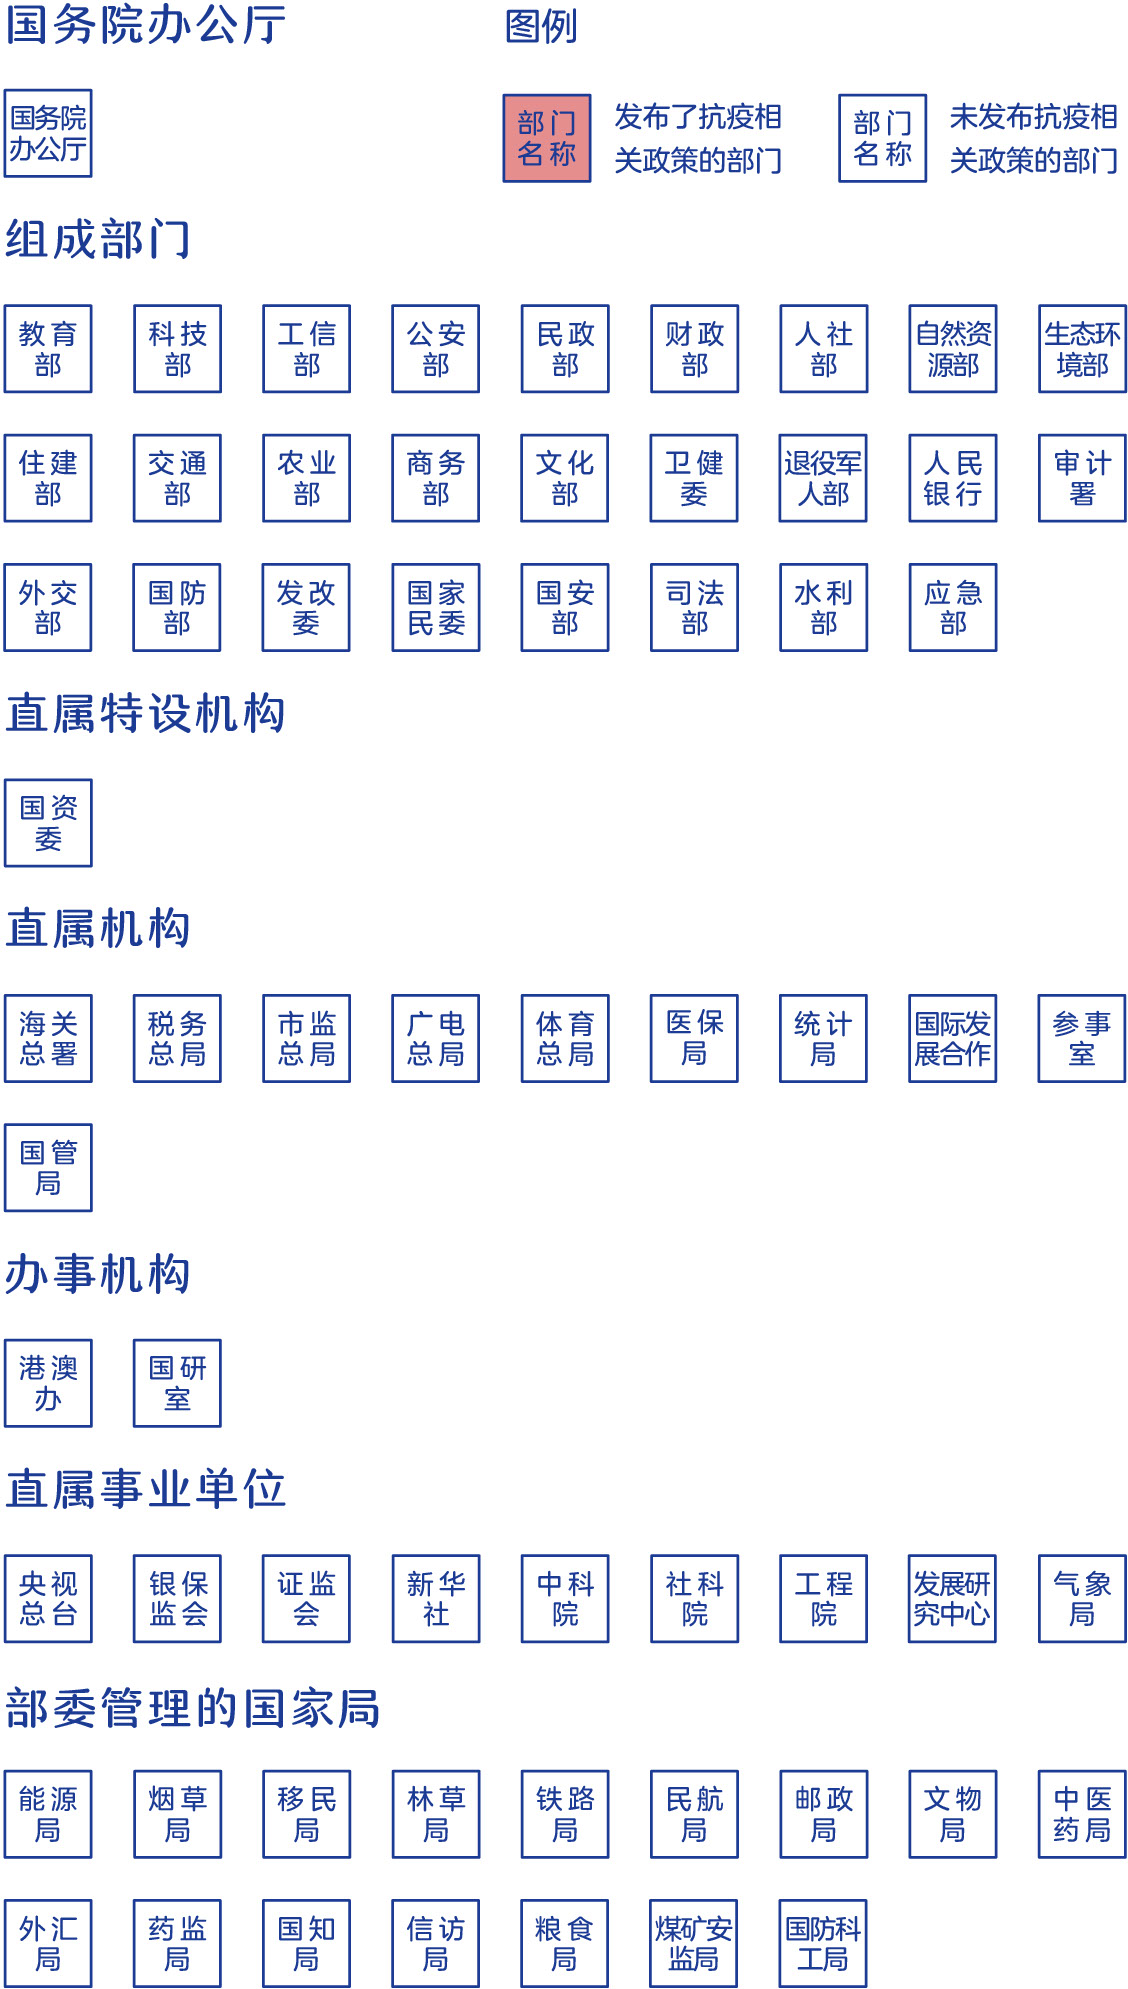 国务院办公厅
图例
国务院
办公厅
部门
名称
发布了抗疫相
关政策的部门
部门
名称
未发布抗疫相
关政策的部门
组成部门
教育
部
科技
部
工信
部
公安
部
民政
部
财政
部
人社
部
自然资
源部
生态环
境部
住建
部
交通
部
农业
部
商务
部
文化
部
卫健
委
退役军
人部
人民
银行
审计
署
外交
部
国防
部
发改
委
国家
民委
国安
部
司法
部
水利
部
应急
部
直属特设机构
国资
委
直属机构
海关
总署
税务
总局
市监
总局
广电
总局
体育
总局
医保
局
统计
局
国际发
展合作
参事
室
国管
局
办事机构
港澳
办
国研
室
直属事业单位
央视
总台
银保
监会
证监
会
新华
社
中科
院
社科
院
工程
院
发展研
究中心
气象
局
部委管理的国家局
能源
局
烟草
局
移民
局
林草
局
铁路
局
民航
局
邮政
局
文物
局
中医
药局
外汇
局
药监
局
国知
局
信访
局
粮食
局
煤矿安
监局
国防科
工局